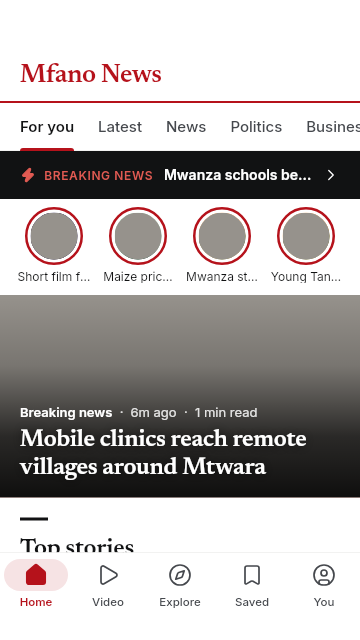 Mfano News
For you Latest News Politics Busines
BREAKING NEWS Mwanza schools be...
Short film f... Maize pric... Mwanza st... Young Tan...
Breaking news · 6m ago · 1 min read
Mobile clinics reach remote
villages around Mtwara
Top stories
Home Video Explore Saved You